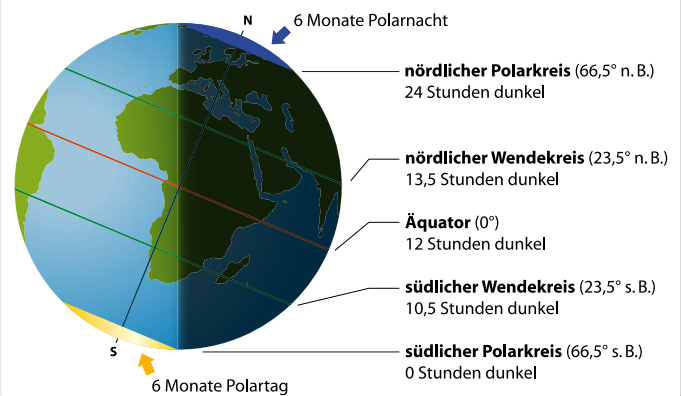 N
6 Monate Polarnacht
nördlicher Polarkreis (66,5° n. B.)
24 Stunden dunkel
nördlicher Wendekreis (23,5° n. B.)
13,5 Stunden dunkel
Äquator (0°)
12 Stunden dunkel
südlicher Wendekreis (23,5° s. B.)
10,5 Stunden dunkel
südlicher Polarkreis (66,5° s. B.)
0 Stunden dunkel
S
6 Monate Polartag